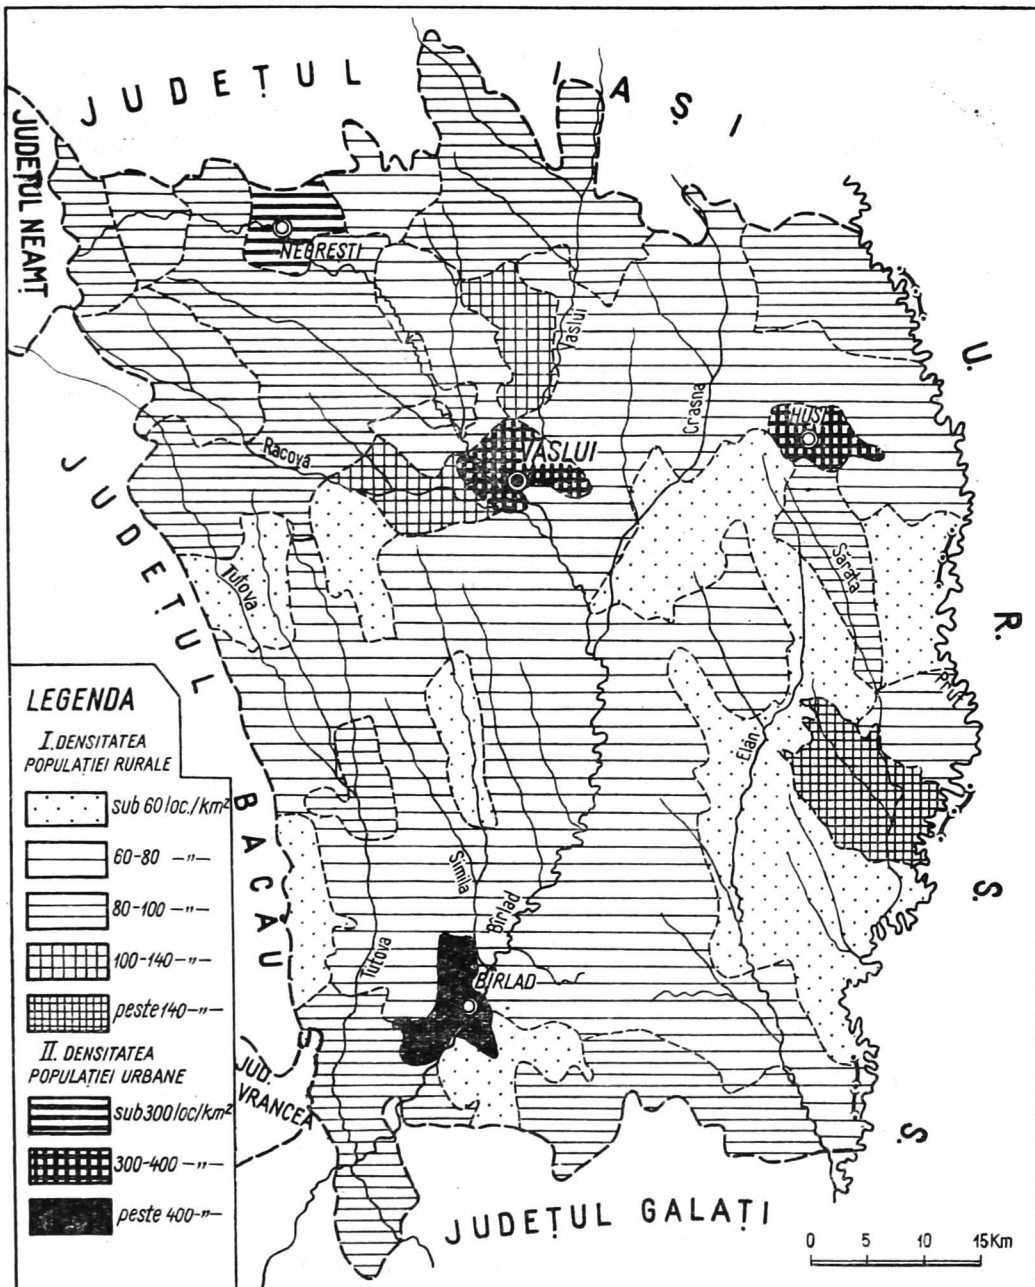 JUDEȚUL IAȘI
JUDEȚUL NEAMȚ
NEGREȘTI
Vaslui
U.
Crasna
HUȘI
Racova
VASLUI
JUDEȚUL BACĂU
Tutova
Sărata
R.
Prut
Elan
S.
Simila
Bîrlad
Tutova
BÎRLAD
JUD. VRANCEA
S.
JUDEȚUL GALAȚI
LEGENDA
I. DENSITATEA
POPULAȚIEI RURALE
sub 60 loc./km²
60-80 —〃—
80-100 —〃—
100-140 —〃—
peste 140 —〃—
II. DENSITATEA
POPULAȚIEI URBANE
sub 300 loc/km²
300-400 —〃—
peste 400 —〃—
0 5 10 15 Km